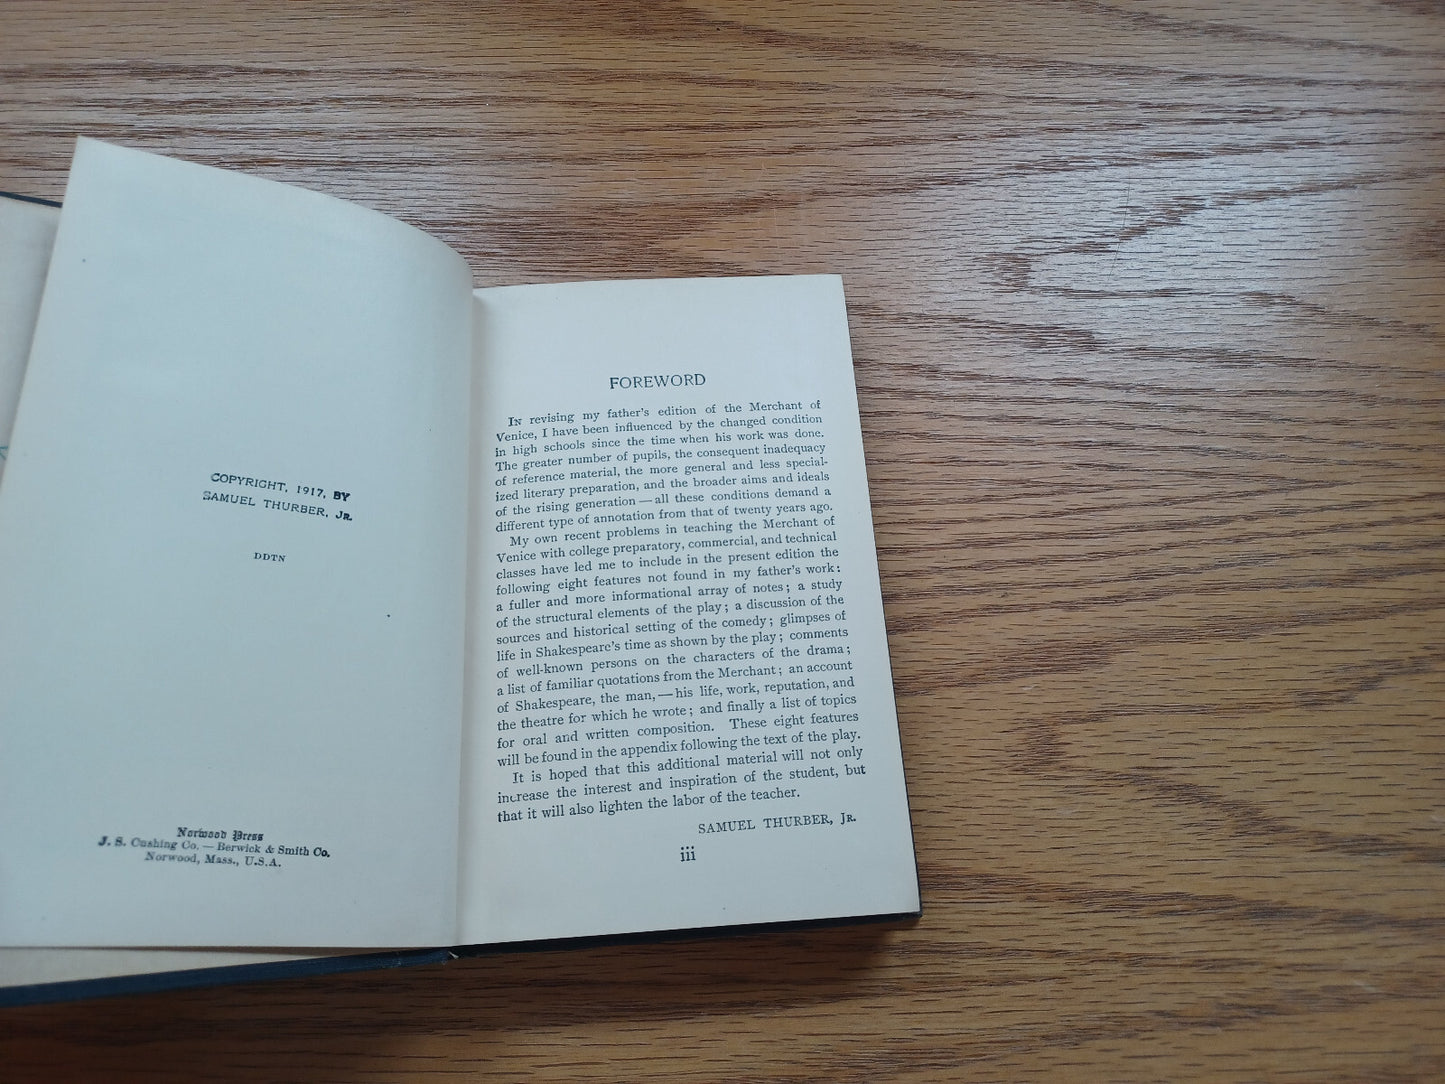 COPYRIGHT, 1917, BY
SAMUEL THURBER, JR.
DDTN
Norwood Press
J. S. Cushing Co. — Berwick & Smith Co.
Norwood, Mass., U.S.A.
FOREWORD
IN revising my father's edition of the Merchant of
Venice, I have been influenced by the changed condition
in high schools since the time when his work was done.
The greater number of pupils, the consequent inadequacy
of reference material, the more general and less special-
ized literary preparation, and the broader aims and ideals
of the rising generation — all these conditions demand a
different type of annotation from that of twenty years ago.
My own recent problems in teaching the Merchant of
Venice with college preparatory, commercial, and technical
classes have led me to include in the present edition the
following eight features not found in my father's work:
a fuller and more informational array of notes; a study
of the structural elements of the play; a discussion of the
sources and historical setting of the comedy; glimpses of
life in Shakespeare's time as shown by the play; comments
of well-known persons on the characters of the drama;
a list of familiar quotations from the Merchant; an account
of Shakespeare, the man, — his life, work, reputation, and
the theatre for which he wrote; and finally a list of topics
for oral and written composition. These eight features
will be found in the appendix following the text of the play.
It is hoped that this additional material will not only
increase the interest and inspiration of the student, but
that it will also lighten the labor of the teacher.
SAMUEL THURBER, JR.
iii